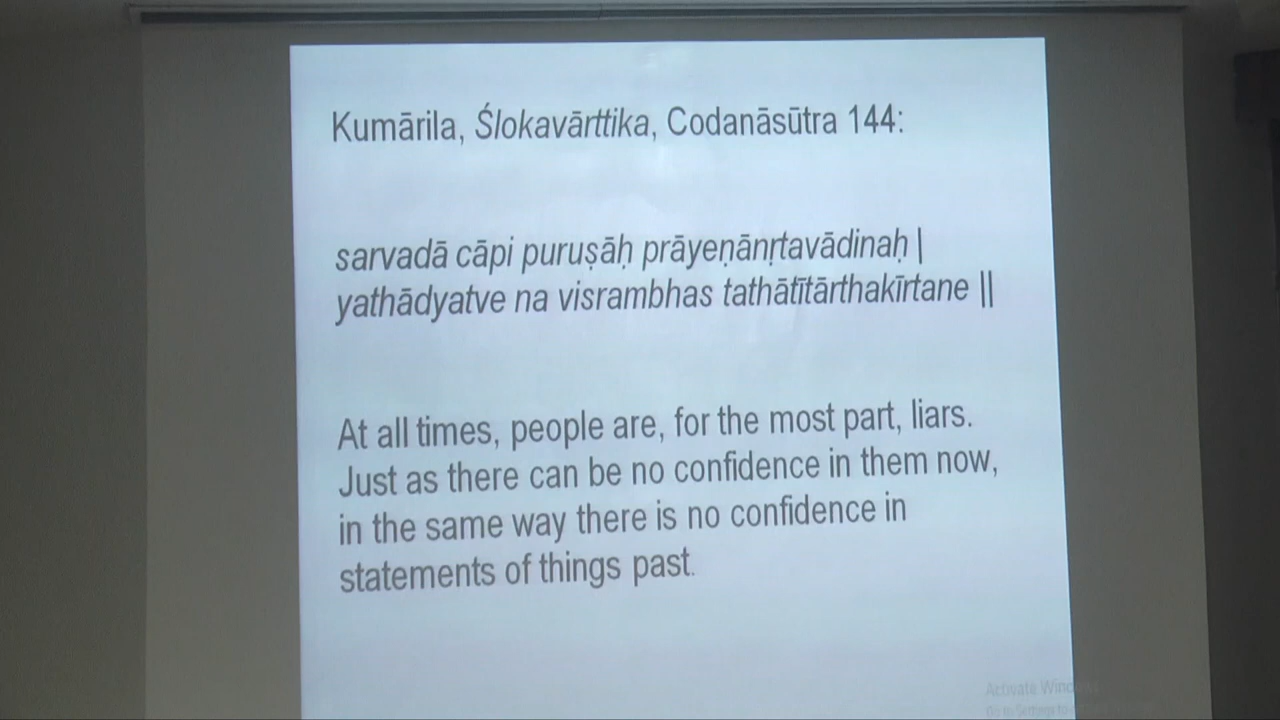 Kumārila, Ślokavārttika, Codanāsūtra 144:
sarvadā cāpi puruṣāḥ prāyeṇānṛtavādinaḥ |
yathādyatve na visrambhas tathātītārthakīrtane ||
At all times, people are, for the most part, liars.
Just as there can be no confidence in them now,
in the same way there is no confidence in
statements of things past.
Activate Windows